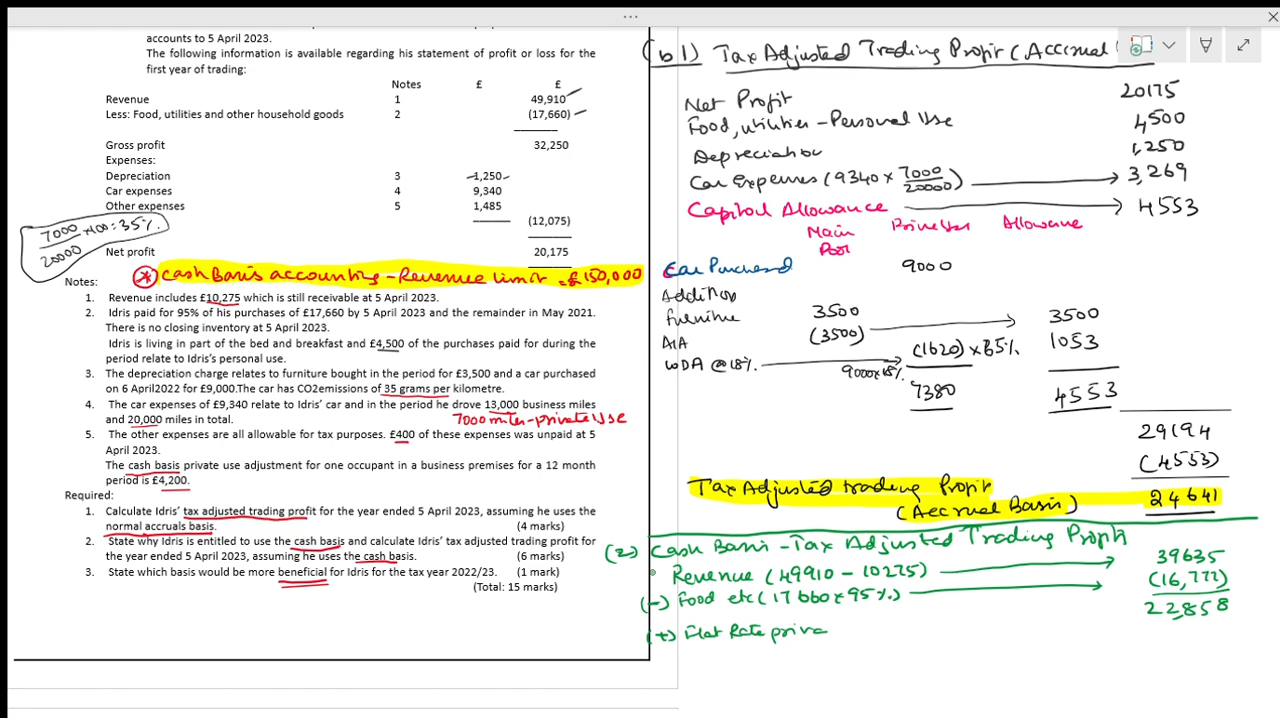 accounts to 5 April 2023.
The following information is available regarding his statement of profit or loss for the
first year of trading:
Notes £ £
Revenue 1 49,910
Less: Food, utilities and other household goods 2 (17,660)
Gross profit 32,250
Expenses:
Depreciation 3 1,250
Car expenses 4 9,340
Other expenses 5 1,485
(12,075)
7000 × 100 = 35%
20000
Net profit 20,175
* Cash Basis accounting - Revenue limit = £150,000
Notes:
1. Revenue includes £10,275 which is still receivable at 5 April 2023.
2. Idris paid for 95% of his purchases of £17,660 by 5 April 2023 and the remainder in May 2021.
There is no closing inventory at 5 April 2023.
Idris is living in part of the bed and breakfast and £4,500 of the purchases paid for during the
period relate to Idris's personal use.
3. The depreciation charge relates to furniture bought in the period for £3,500 and a car purchased
on 6 April2022 for £9,000.The car has CO2emissions of 35 grams per kilometre.
4. The car expenses of £9,340 relate to Idris' car and in the period he drove 13,000 business miles
and 20,000 miles in total.
7000 miles-private Use
5. The other expenses are all allowable for tax purposes. £400 of these expenses was unpaid at 5
April 2023.
The cash basis private use adjustment for one occupant in a business premises for a 12 month
period is £4,200.
Required:
1. Calculate Idris' tax adjusted trading profit for the year ended 5 April 2023, assuming he uses the
normal accruals basis. (4 marks)
2. State why Idris is entitled to use the cash basis and calculate Idris'tax adjusted trading profit for
the year ended 5 April 2023, assuming he uses the cash basis. (6 marks)
3. State which basis would be more beneficial for Idris for the tax year 2022/23. (1 mark)
(Total: 15 marks)
(b1) Tax Adjusted Trading Profit (Accrual
Net Profit 20175
Food, utilities - Personal Use 4500
Depreciation 1,250
Car Expenses (9340 × 7000/20000) 3,269
Capital Allowance 4553
Main Pool Private Use Allowance
Car Purchased 9000
Addition
Furniture 3500 3500
AIA (3500)
WDA @18% 9000×18% (1620) × 65% 1053
7380 4553
29194
(4553)
Tax Adjusted trading Profit
(Accrual Basis) 24641
(2) Cash Basis - Tax Adjusted Trading Profit
Revenue (49910 - 10275) 39635
(-) Food etc (17660 × 95%) (16,777)
22,858
(+) Flat Rate priva